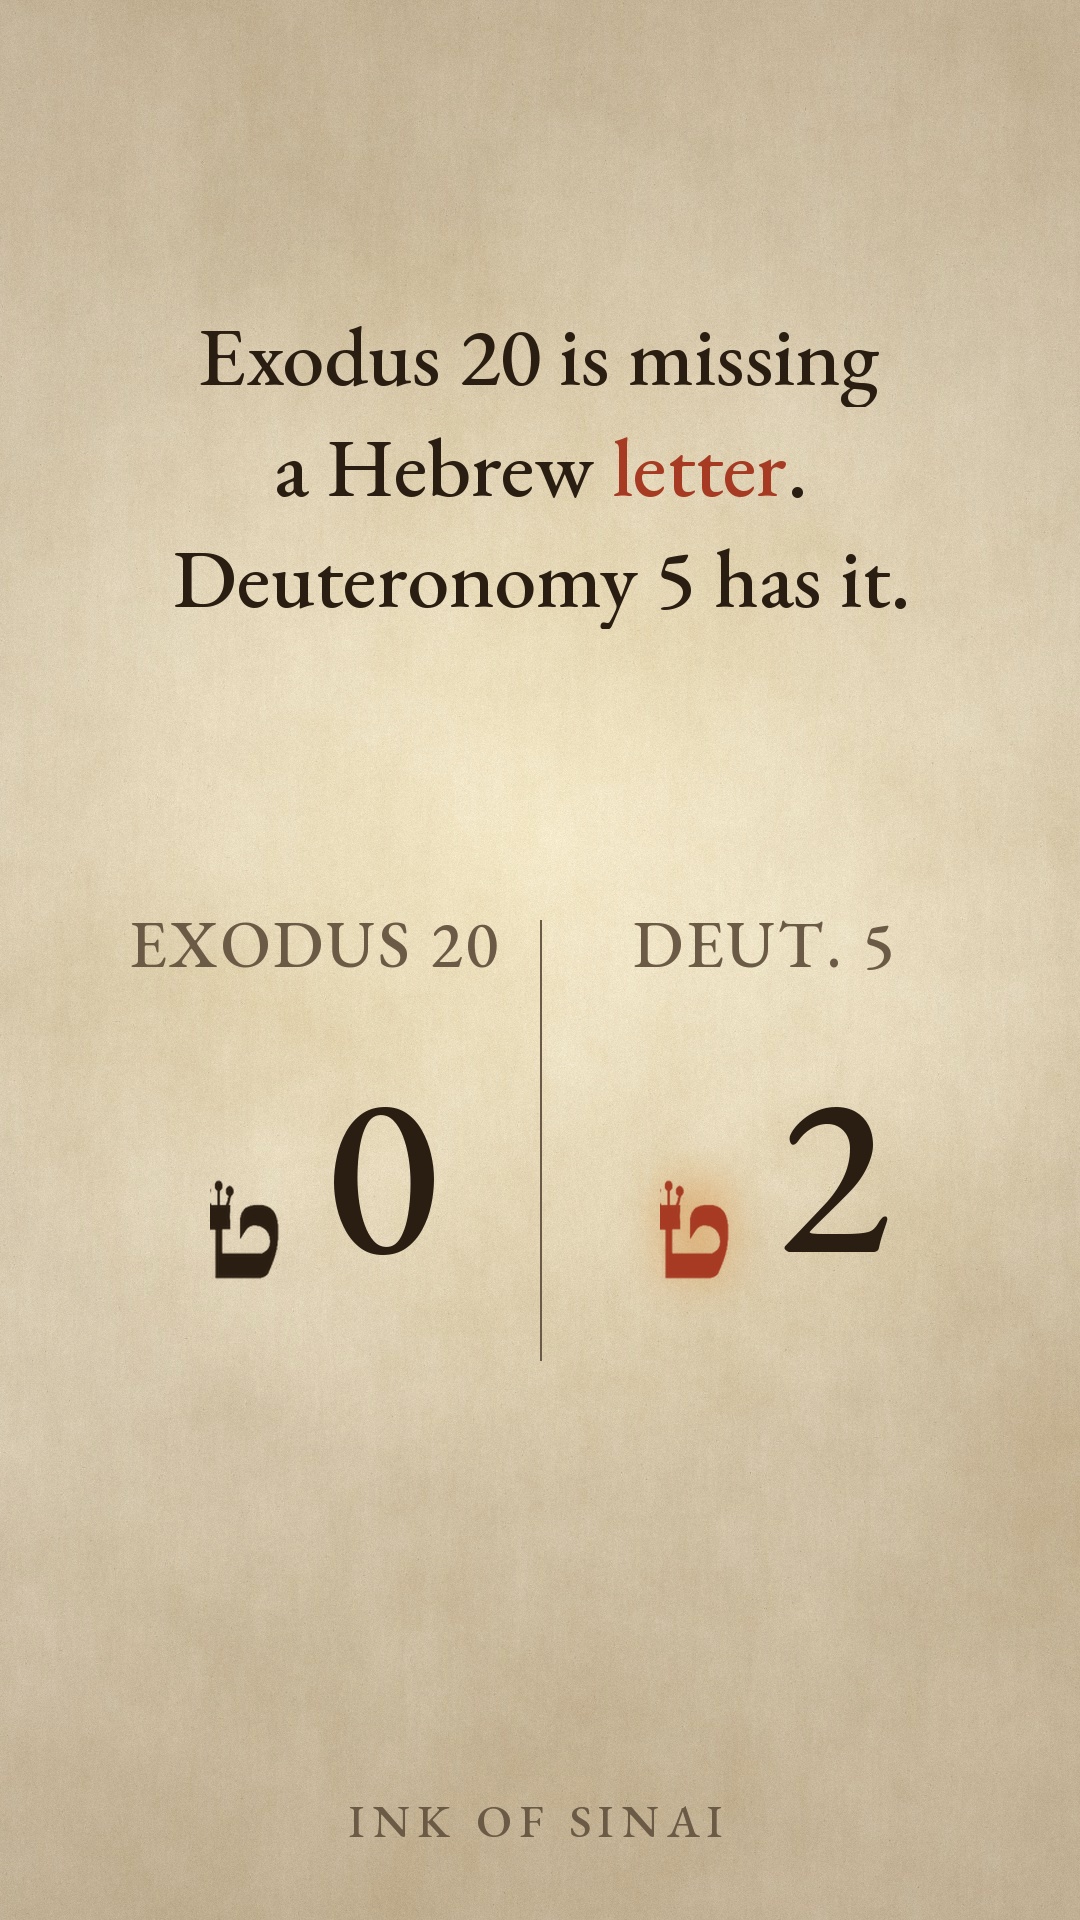 Exodus 20 is missing
a Hebrew letter.
Deuteronomy 5 has it.
EXODUS 20
DEUT. 5
ט 0
ט 2
INK OF SINAI